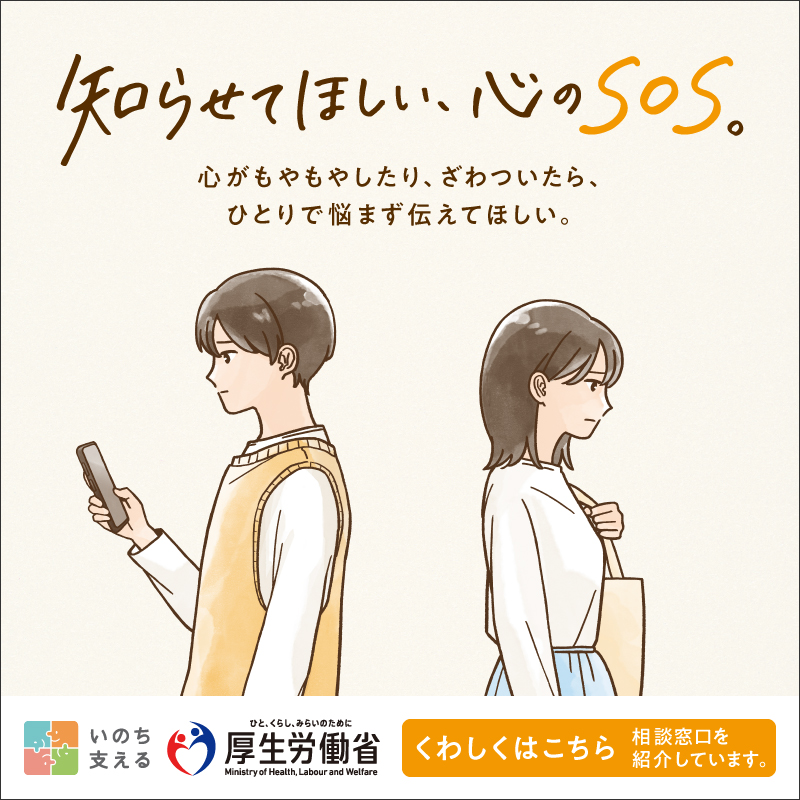 知らせてほしい、心のSOS。
心がもやもやしたり、ざわついたら、
ひとりで悩まず伝えてほしい。
いのち
支える
ひと、くらし、みらいのために
厚生労働省
Ministry of Health, Labour and Welfare
くわしくはこちら
相談窓口を
紹介しています。